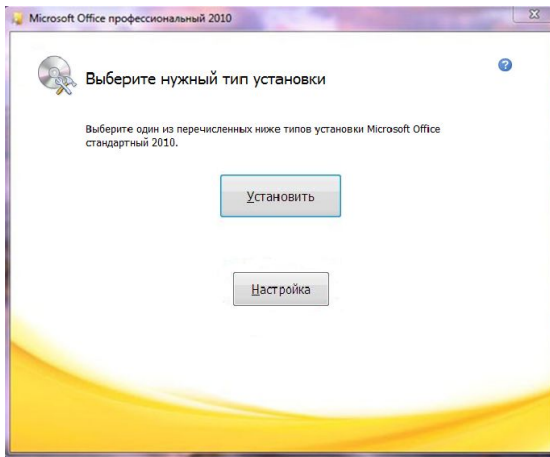 Microsoft Office профессиональный 2010
Выберите нужный тип установки
Выберите один из перечисленных ниже типов установки Microsoft Office
стандартный 2010.
Установить
Настройка